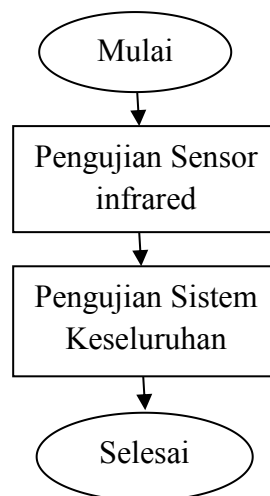 Mulai
Pengujian Sensor
infrared
Pengujian Sistem
Keseluruhan
Selesai